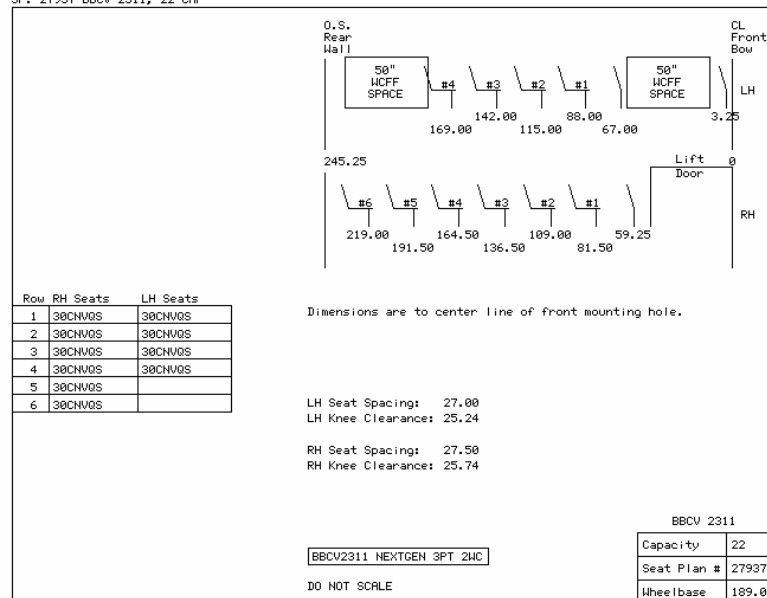 SP: 27937 BBCV 2311, 22 CAP
O.S.
Rear
Wall
CL
Front
Bow
50"
WCFF
SPACE
#4 #3 #2 #1
50"
WCFF
SPACE
LH
142.00 88.00 3.25
169.00 115.00 67.00
245.25 Lift 0
Door
#6 #5 #4 #3 #2 #1
RH
219.00 164.50 109.00 59.25
191.50 136.50 81.50
Row RH Seats LH Seats
1 30CNVQS 30CNVQS
2 30CNVQS 30CNVQS
3 30CNVQS 30CNVQS
4 30CNVQS 30CNVQS
5 30CNVQS
6 30CNVQS
Dimensions are to center line of front mounting hole.
LH Seat Spacing: 27.00
LH Knee Clearance: 25.24
RH Seat Spacing: 27.50
RH Knee Clearance: 25.74
BBCV2311 NEXTGEN 3PT 2WC
DO NOT SCALE
BBCV 2311
Capacity 22
Seat Plan # 27937
Wheelbase 189.0